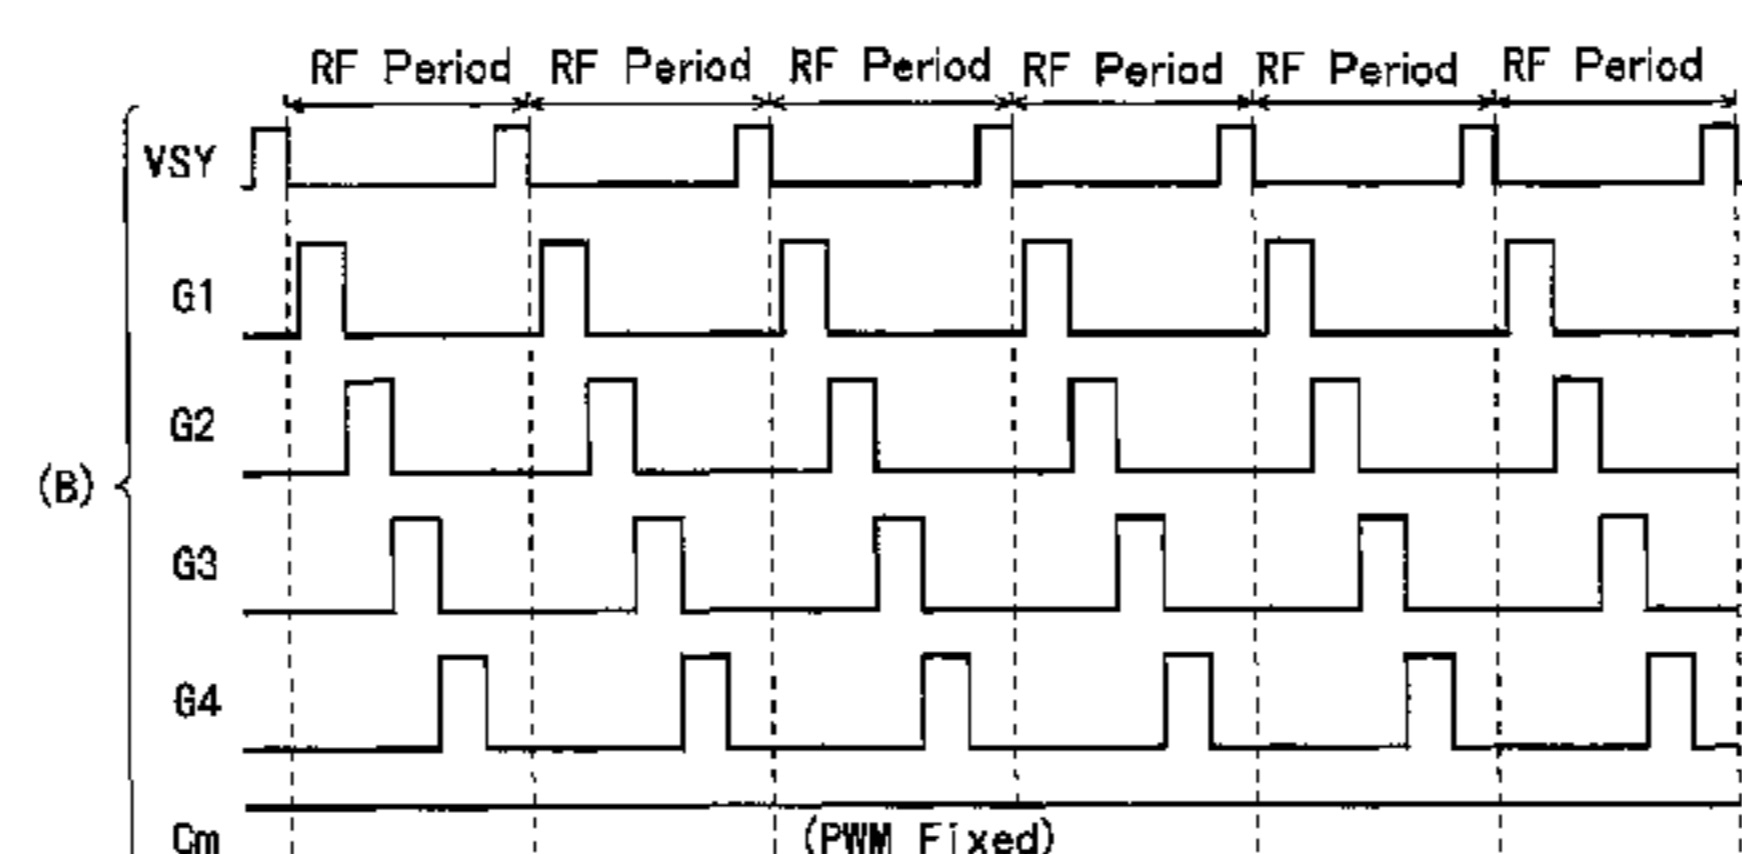 RF Period RF Period RF Period RF Period RF Period RF Period
VSY
G1
G2
(B)
G3
G4
Cm
(PWM Fixed)